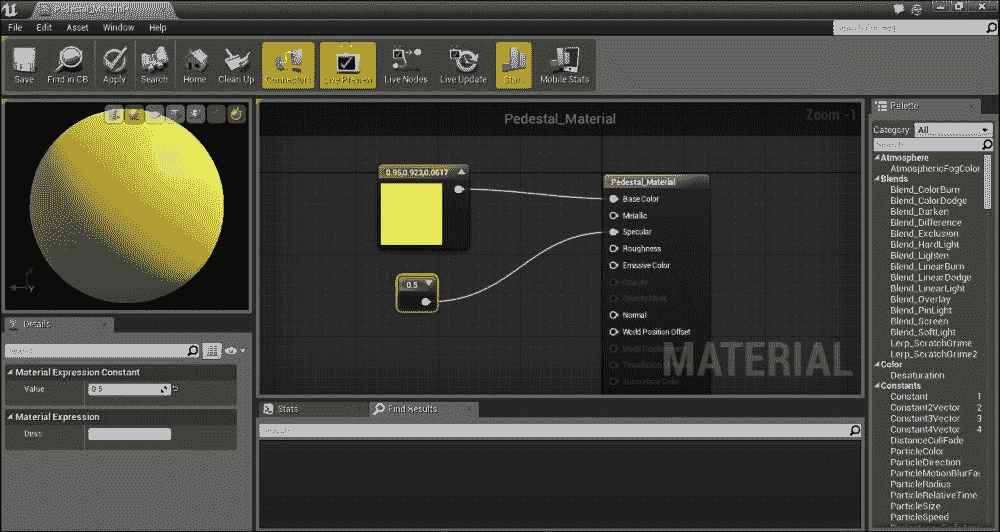 Pedestal_Material*
File Edit Asset Window Help
Save Find in CB Apply Search Home Clean Up Connectors Live Preview Live Nodes Live Update Stats Mobile Stats
Pedestal_Material
Zoom -1
0.95,0.923,0.0617
Pedestal_Material
Base Color
Metallic
Specular
Roughness
Emissive Color
Opacity
Opacity Mask
Normal
World Position Offset
Subsurface Color
0.5
MATERIAL
Details
Search
Material Expression Constant
Value 0.5
Material Expression
Desc
Stats Find Results
Search
Palette
Category: All
Search
Atmosphere
AtmosphericFogColor
Blends
Blend_ColorBurn
Blend_ColorDodge
Blend_Darken
Blend_Difference
Blend_Exclusion
Blend_HardLight
Blend_Lighten
Blend_LinearBurn
Blend_LinearDodge
Blend_LinearLight
Blend_Overlay
Blend_PinLight
Blend_Screen
Blend_SoftLight
Lerp_ScratchGrime
Lerp_ScratchGrime2
Color
Desaturation
Constants
Constant 1
Constant2Vector 2
Constant3Vector 3
Constant4Vector 4
DistanceCullFade
ParticleColor
ParticleDirection
ParticleMotionBlurFa
ParticleRadius
ParticleRelativeTime
ParticleSize
ParticleSpeed